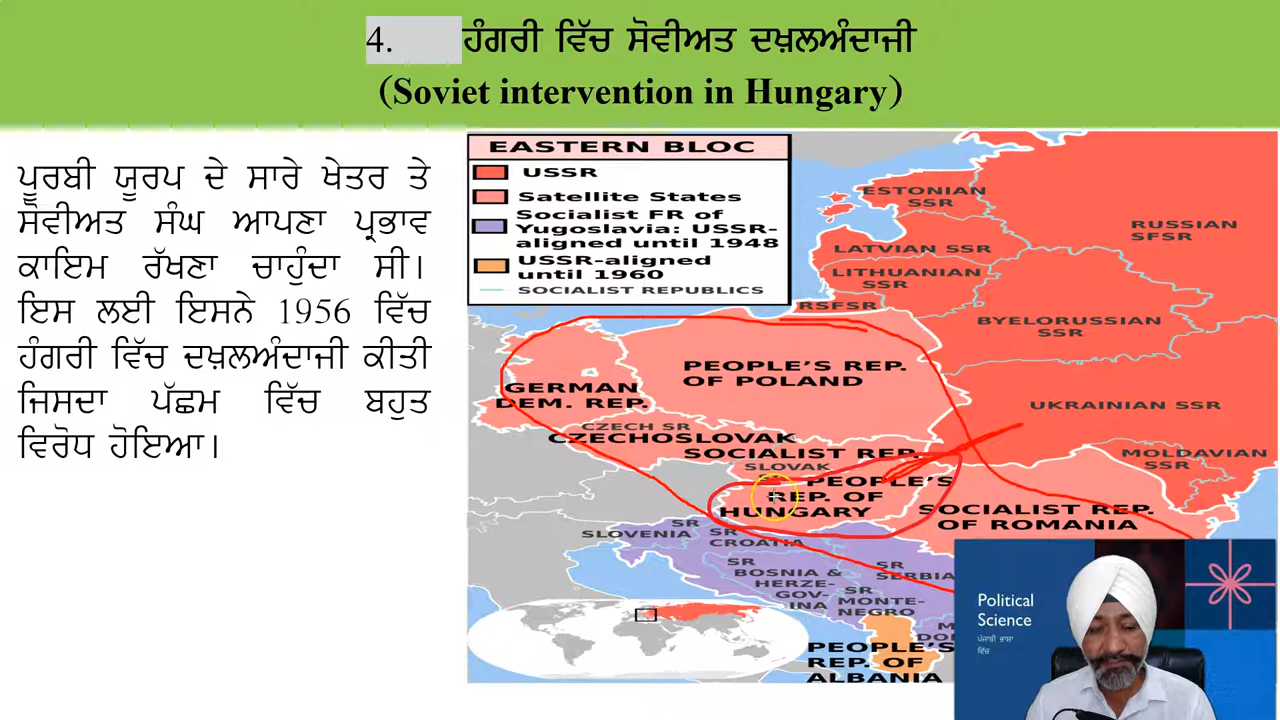 4. ਹੰਗਰੀ ਵਿੱਚ ਸੋਵੀਅਤ ਦਖ਼ਲਅੰਦਾਜੀ
(Soviet intervention in Hungary)
ਪੂਰਬੀ ਯੂਰਪ ਦੇ ਸਾਰੇ ਖੇਤਰ ਤੇ
ਸੋਵੀਅਤ ਸੰਘ ਆਪਣਾ ਪ੍ਰਭਾਵ
ਕਾਇਮ ਰੱਖਣਾ ਚਾਹੁੰਦਾ ਸੀ।
ਇਸ ਲਈ ਇਸਨੇ 1956 ਵਿੱਚ
ਹੰਗਰੀ ਵਿੱਚ ਦਖ਼ਲਅੰਦਾਜੀ ਕੀਤੀ
ਜਿਸਦਾ ਪੱਛਮ ਵਿੱਚ ਬਹੁਤ
ਵਿਰੋਧ ਹੋਇਆ।
EASTERN BLOC
USSR
Satellite States
Socialist FR of
Yugoslavia: USSR-
aligned until 1948
USSR-aligned
until 1960
SOCIALIST REPUBLICS
ESTONIAN
SSR
RUSSIAN
SFSR
LATVIAN SSR
LITHUANIAN
SSR
RSFSR
BYELORUSSIAN
SSR
PEOPLE'S REP.
OF POLAND
GERMAN
DEM. REP.
UKRAINIAN SSR
CZECH SR
CZECHOSLOVAK
SOCIALIST REP.
SLOVAK
MOLDAVIAN
SSR
PEOPLE'S
REP. OF
HUNGARY
SOCIALIST REP.
OF ROMANIA
SR
SLOVENIA
SR
CROATIA
SR
BOSNIA &
HERZE-
GOV-
INA
SR
SERBIA
SR
MONTE-
NEGRO
PEOPLE'S
REP. OF
ALBANIA
Political
Science
ਪੰਜਾਬੀ ਭਾਸ਼ਾ
ਵਿੱਚ